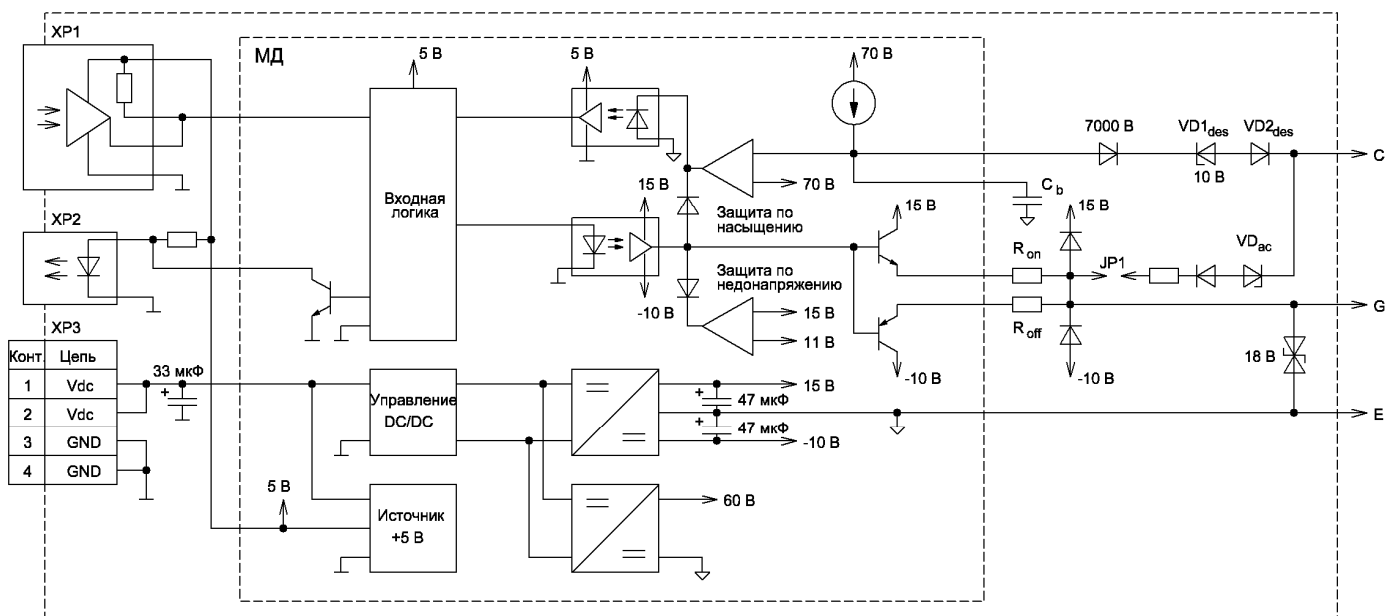 XP1
МД
5 В
5 В
70 В
7000 В
VD1des
VD2des
10 В
C
70 В
Cb
15 В
Входная
логика
Защита по
насыщению
XP2
15 В
15 В
Ron
JP1
VDac
Защита по
недонапряжению
-10 В
15 В
11 В
Roff
G
-10 В
-10 В
18 В
XP3
Конт. Цепь
1 Vdc
2 Vdc
3 GND
4 GND
33 мкФ
+
Управление
DC/DC
+
47 мкФ
15 В
+
47 мкФ
-10 В
E
5 В
Источник
+5 В
60 В